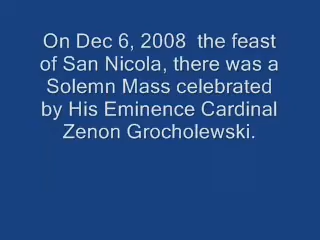 On Dec 6, 2008  the feast
of San Nicola, there was a
Solemn Mass celebrated
by His Eminence Cardinal
Zenon Grocholewski.